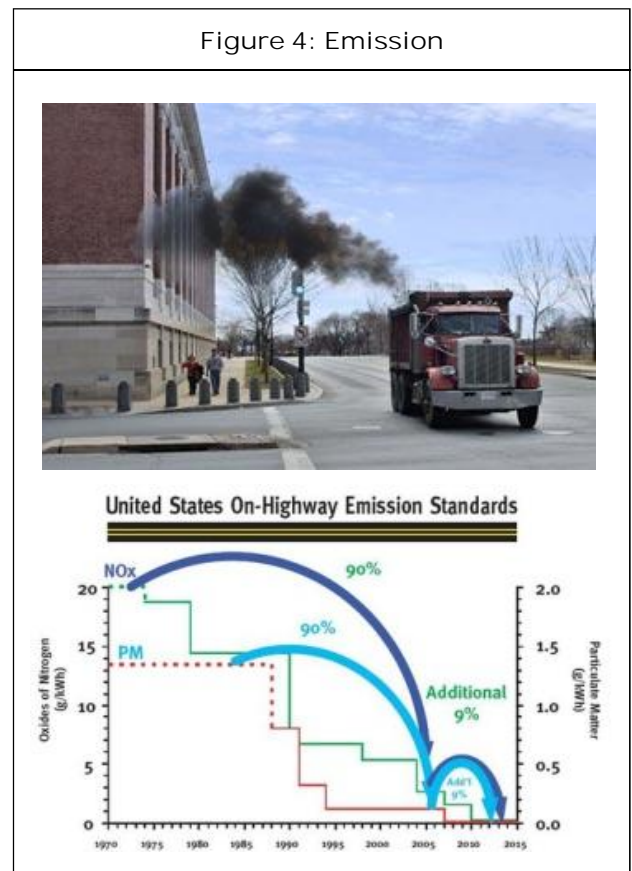 Figure 4: Emission
United States On-Highway Emission Standards
NOx
90%
20
2.0
PM
90%
15
1.5
Oxides of Nitrogen
(g/kWh)
Particulate Matter
(g/kWh)
Additional
9%
10
1.0
5
0.5
Add'l
9%
0
0.0
1970
1975
1980
1985
1990
1995
2000
2005
2010
2015